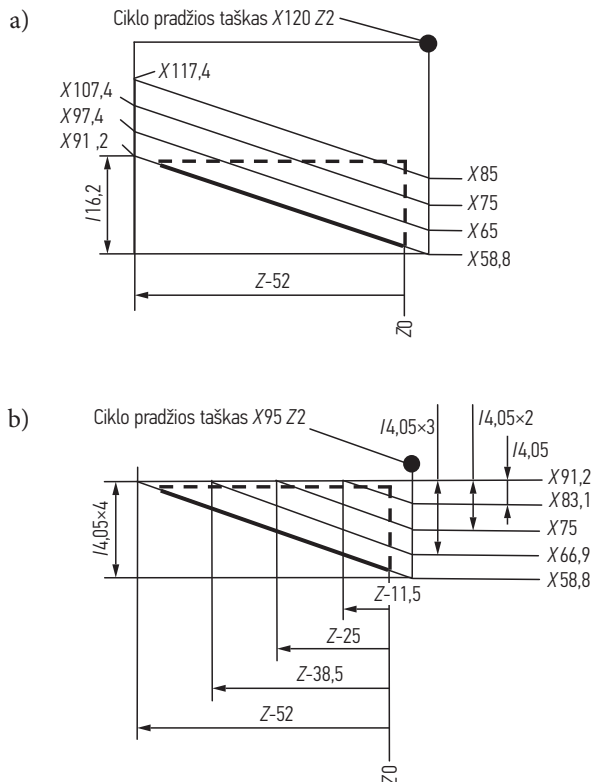 a)
Ciklo pradžios taškas X120 Z2
X117,4
X107,4
X97,4
X91 ,2
I16,2
X85
X75
X65
X58,8
Z-52
Z0
b)
Ciklo pradžios taškas X95 Z2
I4,05×3
I4,05×2
I4,05
X91,2
X83,1
X75
X66,9
X58,8
I4,05×4
Z-11,5
Z-25
Z-38,5
Z-52
Z0